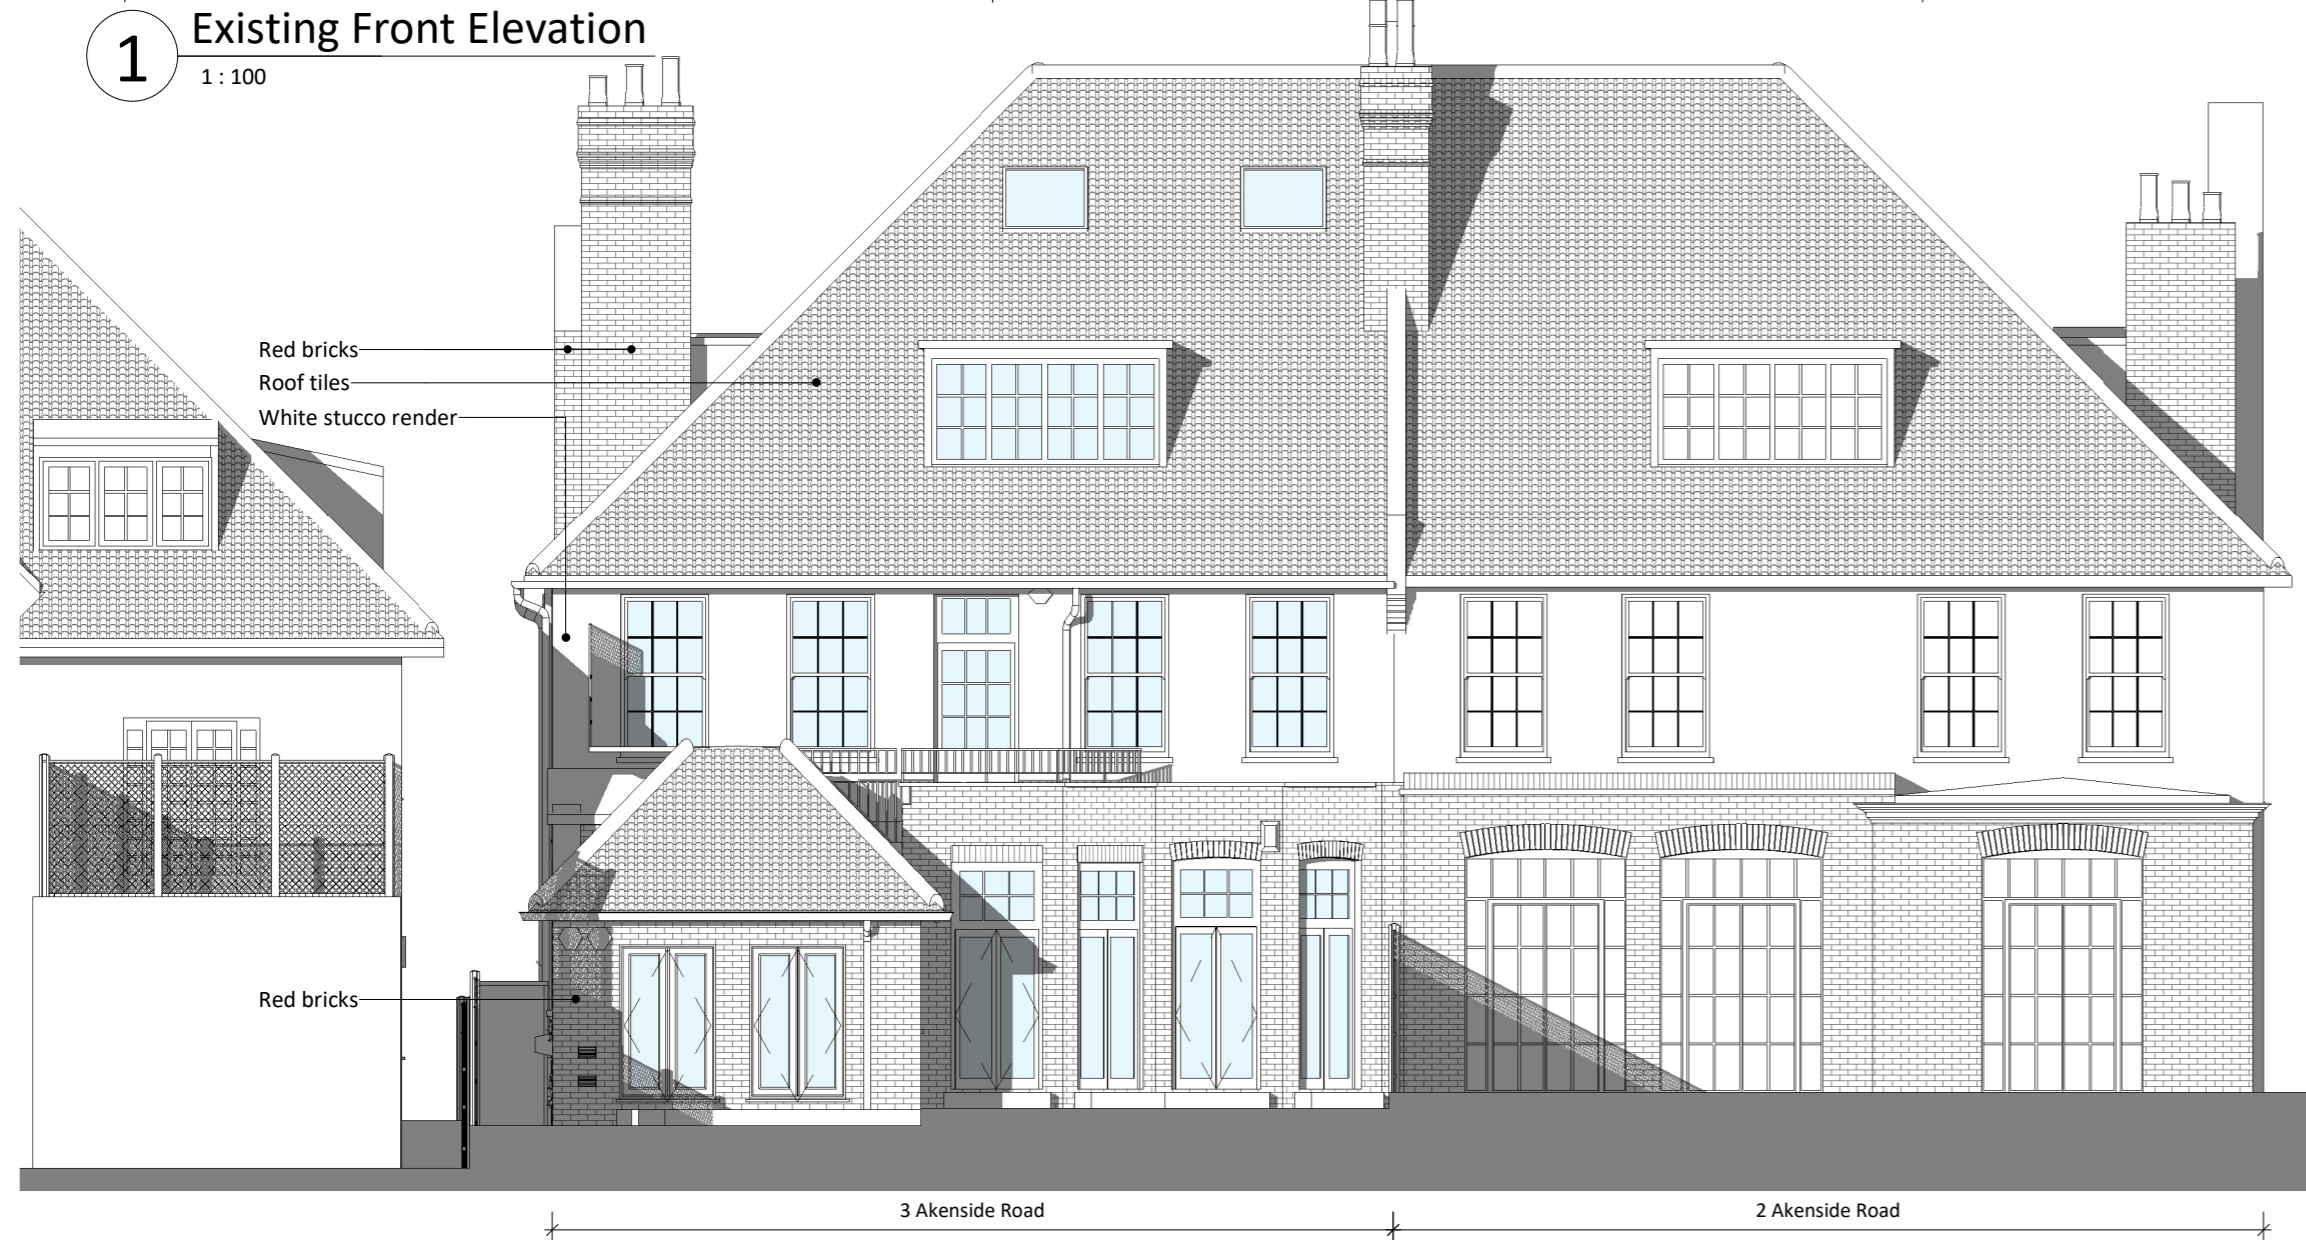 1
Existing Front Elevation
1 : 100
Red bricks
Roof tiles
White stucco render
Red bricks
3 Akenside Road
2 Akenside Road